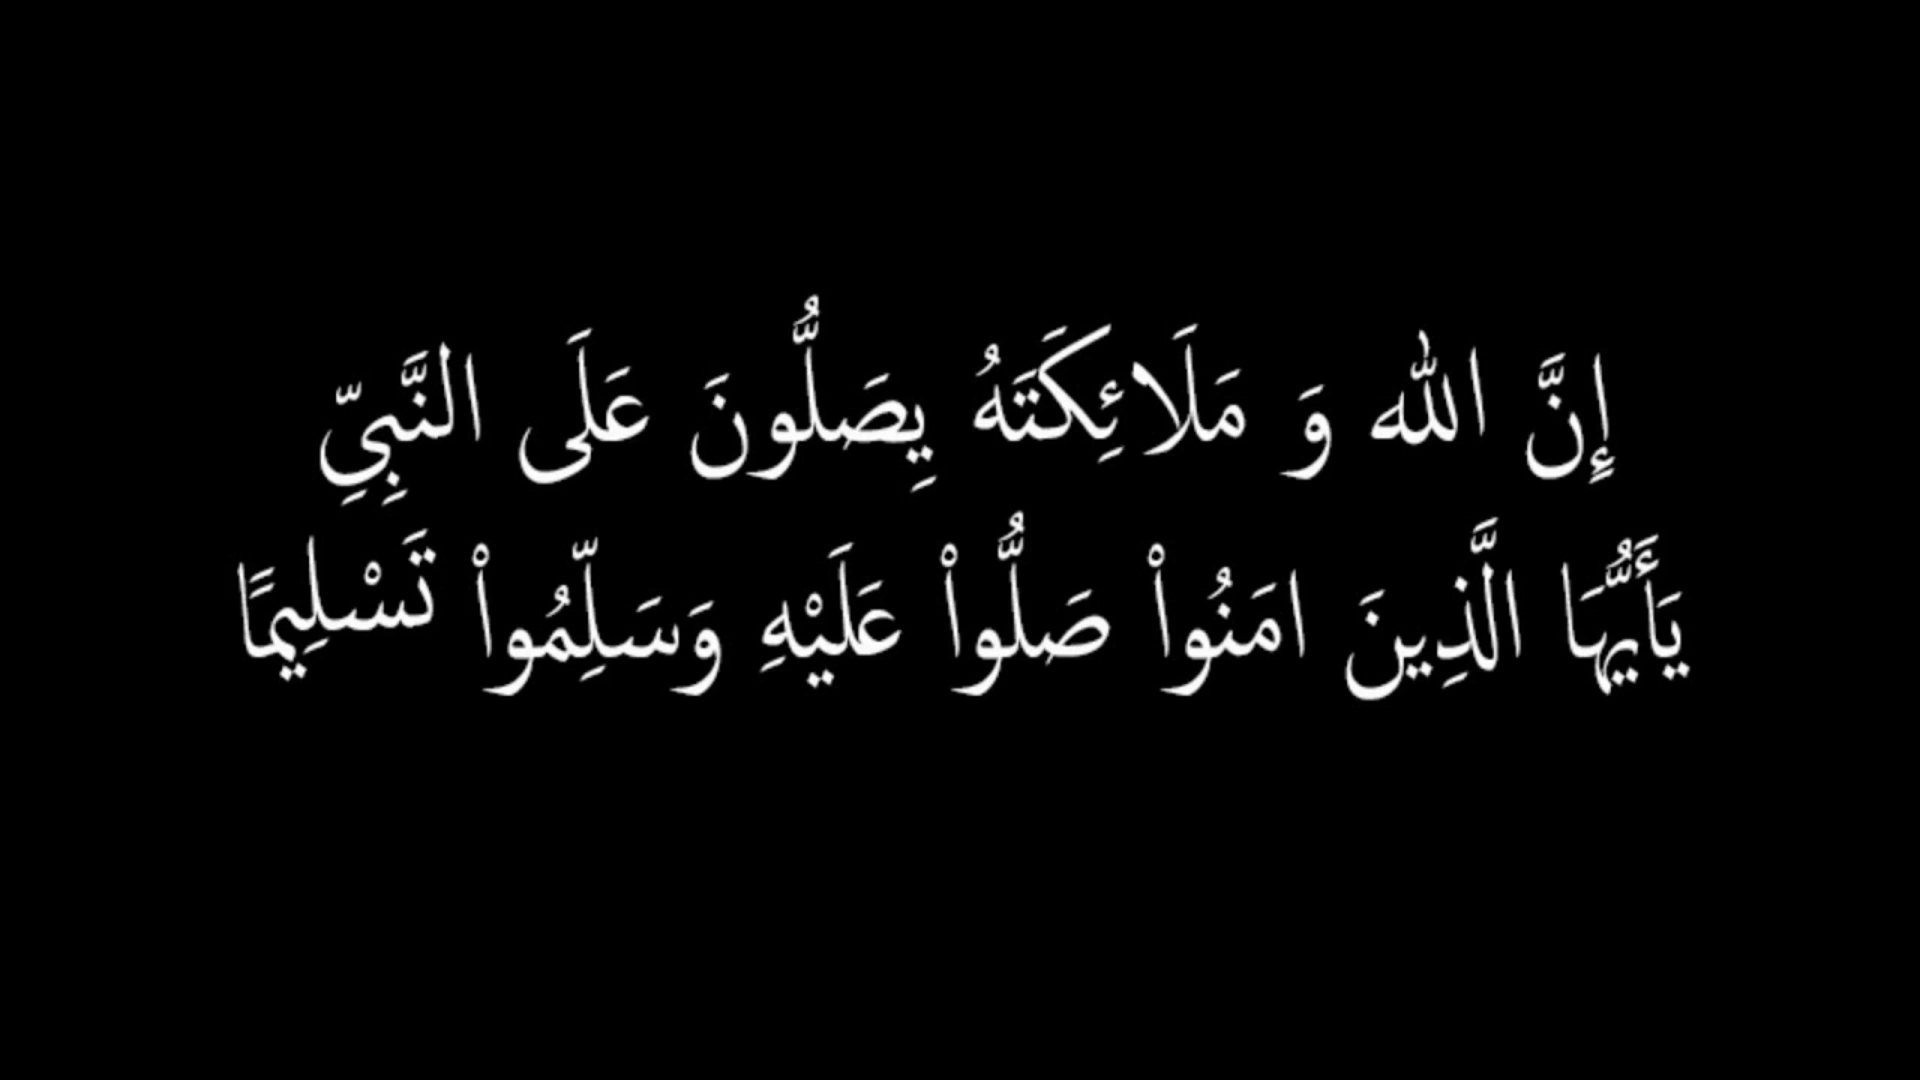 إِنَّ الله وَ مَلَائِكَتَهُ يِصَلُّونَ عَلَى النَّبِيِّ
يَأَيُّهَا الَّذِينَ امَنُواْ صَلُّواْ عَلَيْهِ وَسَلِّمُواْ تَسْلِيمًا